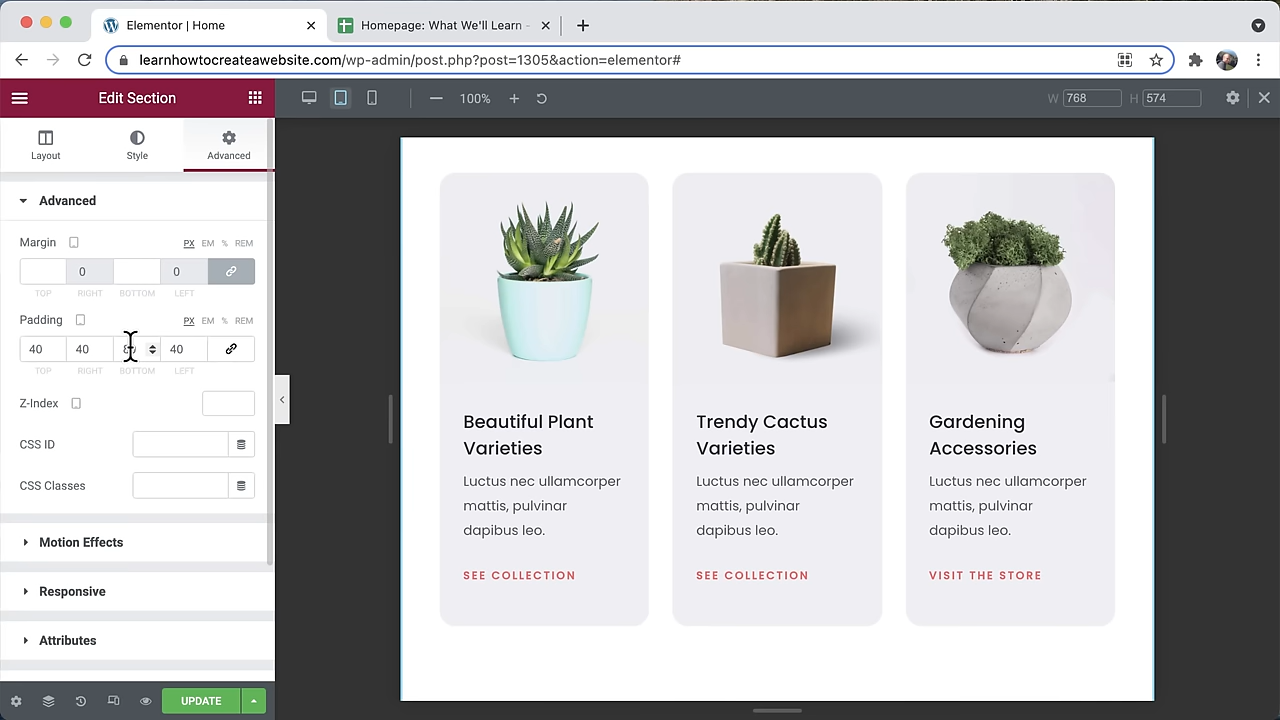 Elementor | Home
Homepage: What We'll Learn -
learnhowtocreateawebsite.com/wp-admin/post.php?post=1305&action=elementor#
Edit Section
100%
W 768 H 574
Layout
Style
Advanced
Advanced
Margin
PX EM % REM
0 0
TOP RIGHT BOTTOM LEFT
Padding
PX EM % REM
40 40 40
TOP RIGHT BOTTOM LEFT
Z-Index
CSS ID
CSS Classes
Motion Effects
Responsive
Attributes
UPDATE
Beautiful Plant
Varieties
Luctus nec ullamcorper
mattis, pulvinar
dapibus leo.
SEE COLLECTION
Trendy Cactus
Varieties
Luctus nec ullamcorper
mattis, pulvinar
dapibus leo.
SEE COLLECTION
Gardening
Accessories
Luctus nec ullamcorper
mattis, pulvinar
dapibus leo.
VISIT THE STORE